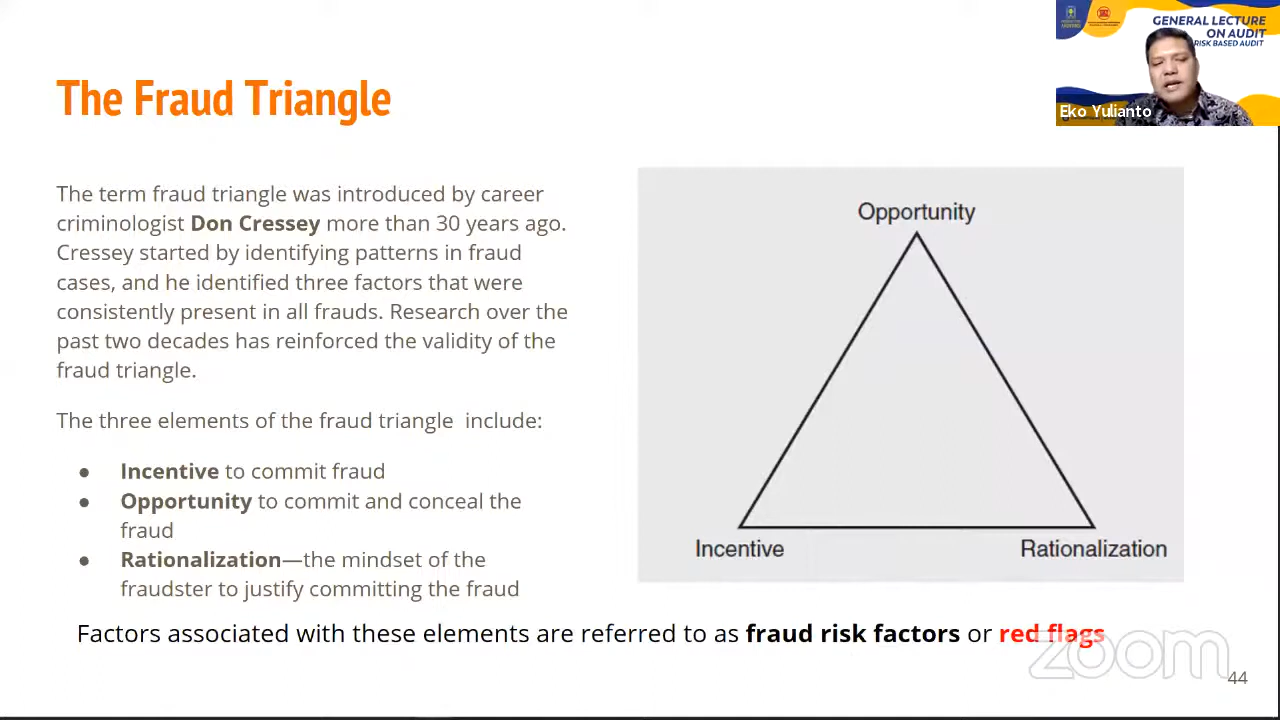 GENERAL LECTURE
ON AUDIT
RISK BASED AUDIT
Eko Yulianto
The Fraud Triangle
The term fraud triangle was introduced by career
criminologist Don Cressey more than 30 years ago.
Cressey started by identifying patterns in fraud
cases, and he identified three factors that were
consistently present in all frauds. Research over the
past two decades has reinforced the validity of the
fraud triangle.
The three elements of the fraud triangle  include:
● Incentive to commit fraud
● Opportunity to commit and conceal the
fraud
● Rationalization—the mindset of the
fraudster to justify committing the fraud
Opportunity
Incentive
Rationalization
Factors associated with these elements are referred to as fraud risk factors or red flags
zoom
44